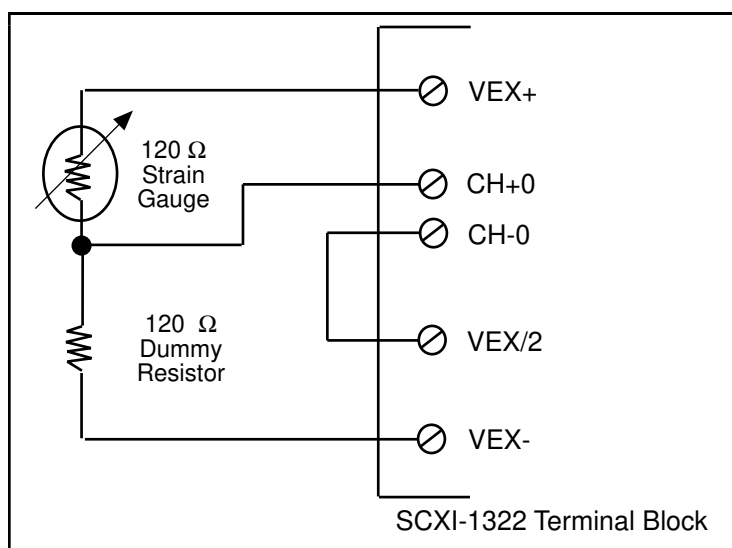 VEX+
120 Ω
Strain
Gauge
CH+0
CH-0
120 Ω
Dummy
Resistor
VEX/2
VEX-
SCXI-1322 Terminal Block